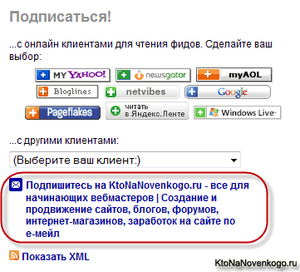 Подписаться!
...с онлайн клиентами для чтения фидов. Сделайте ваш
выбор:
MY YAHOO!
newsgator
myAOL
Bloglines
netvibes
Google
Pageflakes
читать
в Яндекс.Ленте
Windows Live™
...с другими клиентами:
(Выберите ваш клиент:)
Подпишитесь на KtoNaNovenkogo.ru - все для
начинающих вебмастеров | Создание и
продвижение сайтов, блогов, форумов,
интернет-магазинов, заработок на сайте по
е-мейл
Показать XML
KtoNaNovenkogo.ru